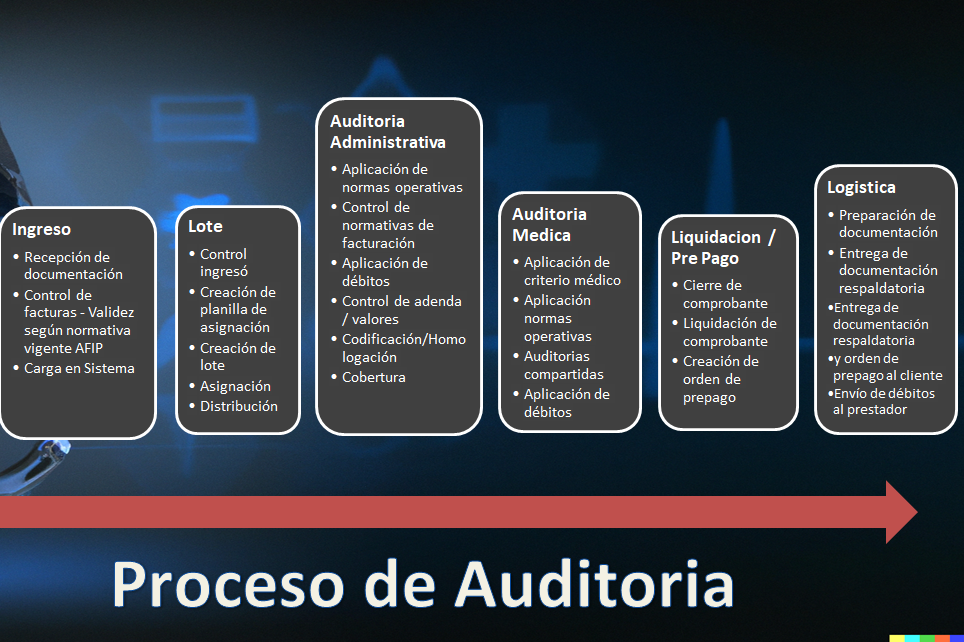 Ingreso
• Recepción de
documentación
• Control de
facturas - Validez
según normativa
vigente AFIP
• Carga en Sistema
Lote
• Control
ingresó
• Creación de
planilla de
asignación
• Creación de
lote
• Asignación
• Distribución
Auditoria
Administrativa
• Aplicación de
normas operativas
• Control de
normativas de
facturación
• Aplicación de
débitos
• Control de adenda
/ valores
• Codificación/Homo
logación
• Cobertura
Auditoria
Medica
• Aplicación de
criterio médico
• Aplicación
normas
operativas
• Auditorias
compartidas
• Aplicación de
débitos
Liquidacion /
Pre Pago
• Cierre de
comprobante
• Liquidación de
comprobante
• Creación de
orden de
prepago
Logistica
• Preparación de
documentación
• Entrega de
documentación
respaldatoria
•Entrega de
documentación
respaldatoria
•y orden de
prepago al cliente
•Envío de débitos
al prestador
Proceso de Auditoria